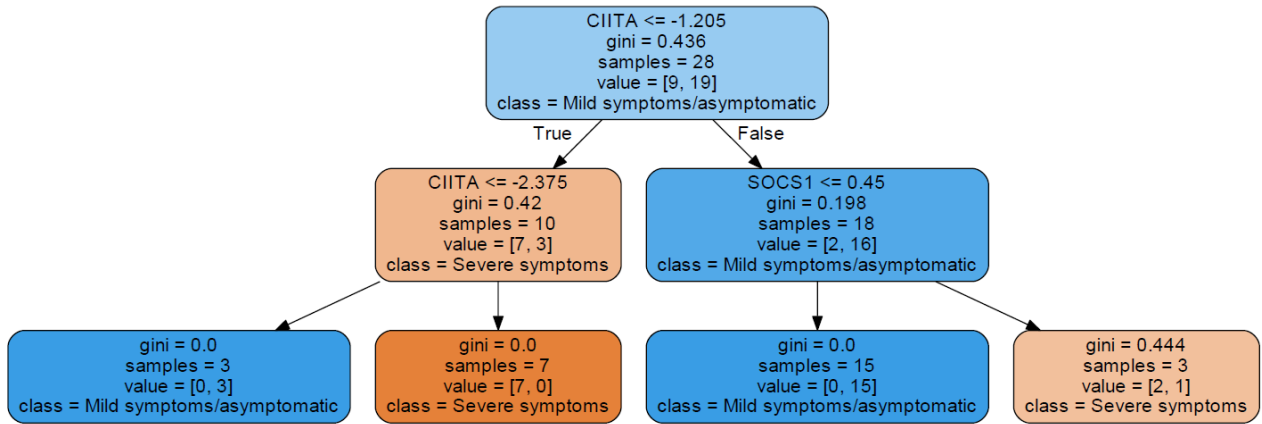 CIITA <= -1.205
gini = 0.436
samples = 28
value = [9, 19]
class = Mild symptoms/asymptomatic
True
False
CIITA <= -2.375
gini = 0.42
samples = 10
value = [7, 3]
class = Severe symptoms
SOCS1 <= 0.45
gini = 0.198
samples = 18
value = [2, 16]
class = Mild symptoms/asymptomatic
gini = 0.0
samples = 3
value = [0, 3]
class = Mild symptoms/asymptomatic
gini = 0.0
samples = 7
value = [7, 0]
class = Severe symptoms
gini = 0.0
samples = 15
value = [0, 15]
class = Mild symptoms/asymptomatic
gini = 0.444
samples = 3
value = [2, 1]
class = Severe symptoms